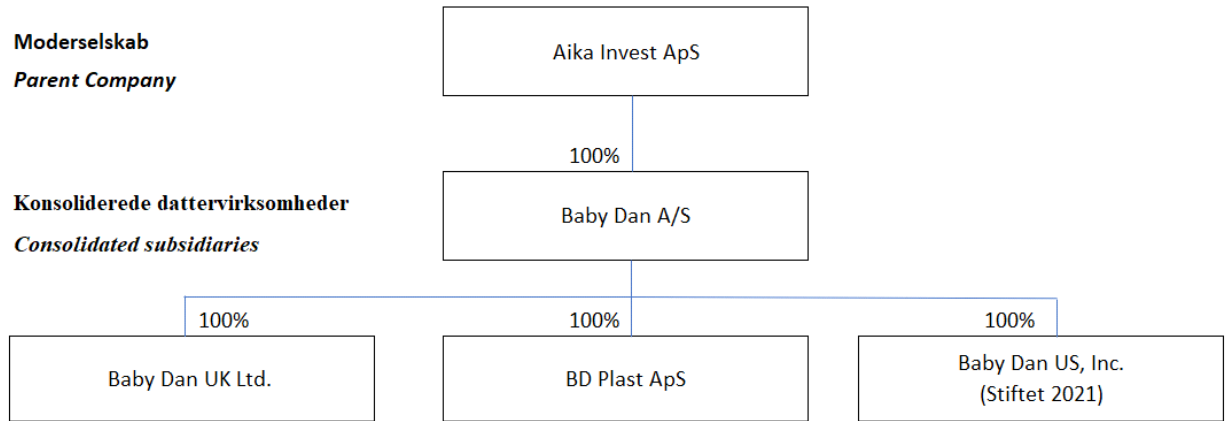 Moderselskab
Parent Company
Aika Invest ApS
100%
Konsoliderede dattervirksomheder
Consolidated subsidiaries
Baby Dan A/S
100%
100%
100%
Baby Dan UK Ltd.
BD Plast ApS
Baby Dan US, Inc.
(Stiftet 2021)